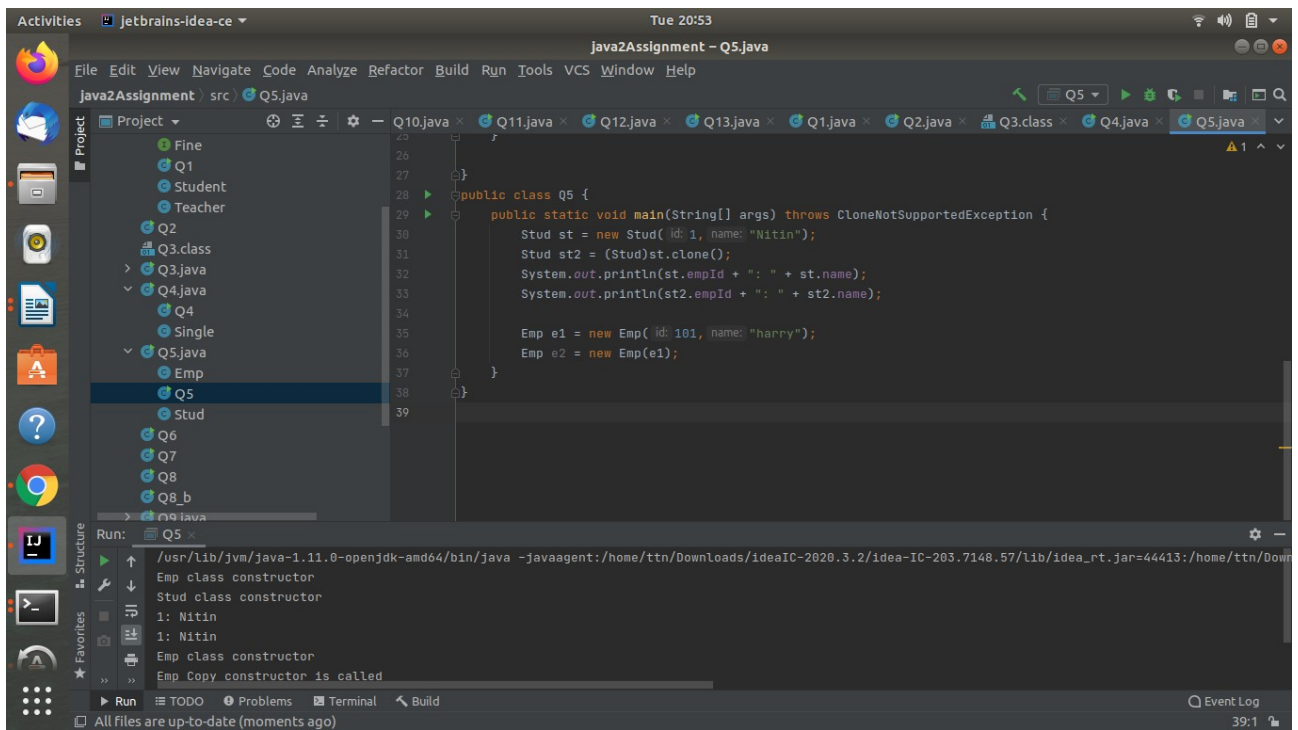 Activities jetbrains-idea-ce Tue 20:53
java2Assignment – Q5.java
File Edit View Navigate Code Analyze Refactor Build Run Tools VCS Window Help
java2Assignment src Q5.java Q5
Project Q10.java Q11.java Q12.java Q13.java Q1.java Q2.java Q3.class Q4.java Q5.java
Project
Fine
Q1
Student
Teacher
Q2
Q3.class
Q3.java
Q4.java
Q4
Single
Q5.java
Emp
Q5
Stud
Q6
Q7
Q8
Q8_b
Q9.java
25 }
26
27 }
28 public class Q5 {
29 public static void main(String[] args) throws CloneNotSupportedException {
30 Stud st = new Stud( id: 1, name: "Nitin");
31 Stud st2 = (Stud)st.clone();
32 System.out.println(st.empId + ": " + st.name);
33 System.out.println(st2.empId + ": " + st2.name);
34
35 Emp e1 = new Emp( id: 101, name: "harry");
36 Emp e2 = new Emp(e1);
37 }
38 }
39
1
Structure
Favorites
Run: Q5
/usr/lib/jvm/java-1.11.0-openjdk-amd64/bin/java -javaagent:/home/ttn/Downloads/ideaIC-2020.3.2/idea-IC-203.7148.57/lib/idea_rt.jar=44413:/home/ttn/Down
Emp class constructor
Stud class constructor
1: Nitin
1: Nitin
Emp class constructor
Emp Copy constructor is called
Run TODO Problems Terminal Build Event Log
All files are up-to-date (moments ago) 39:1